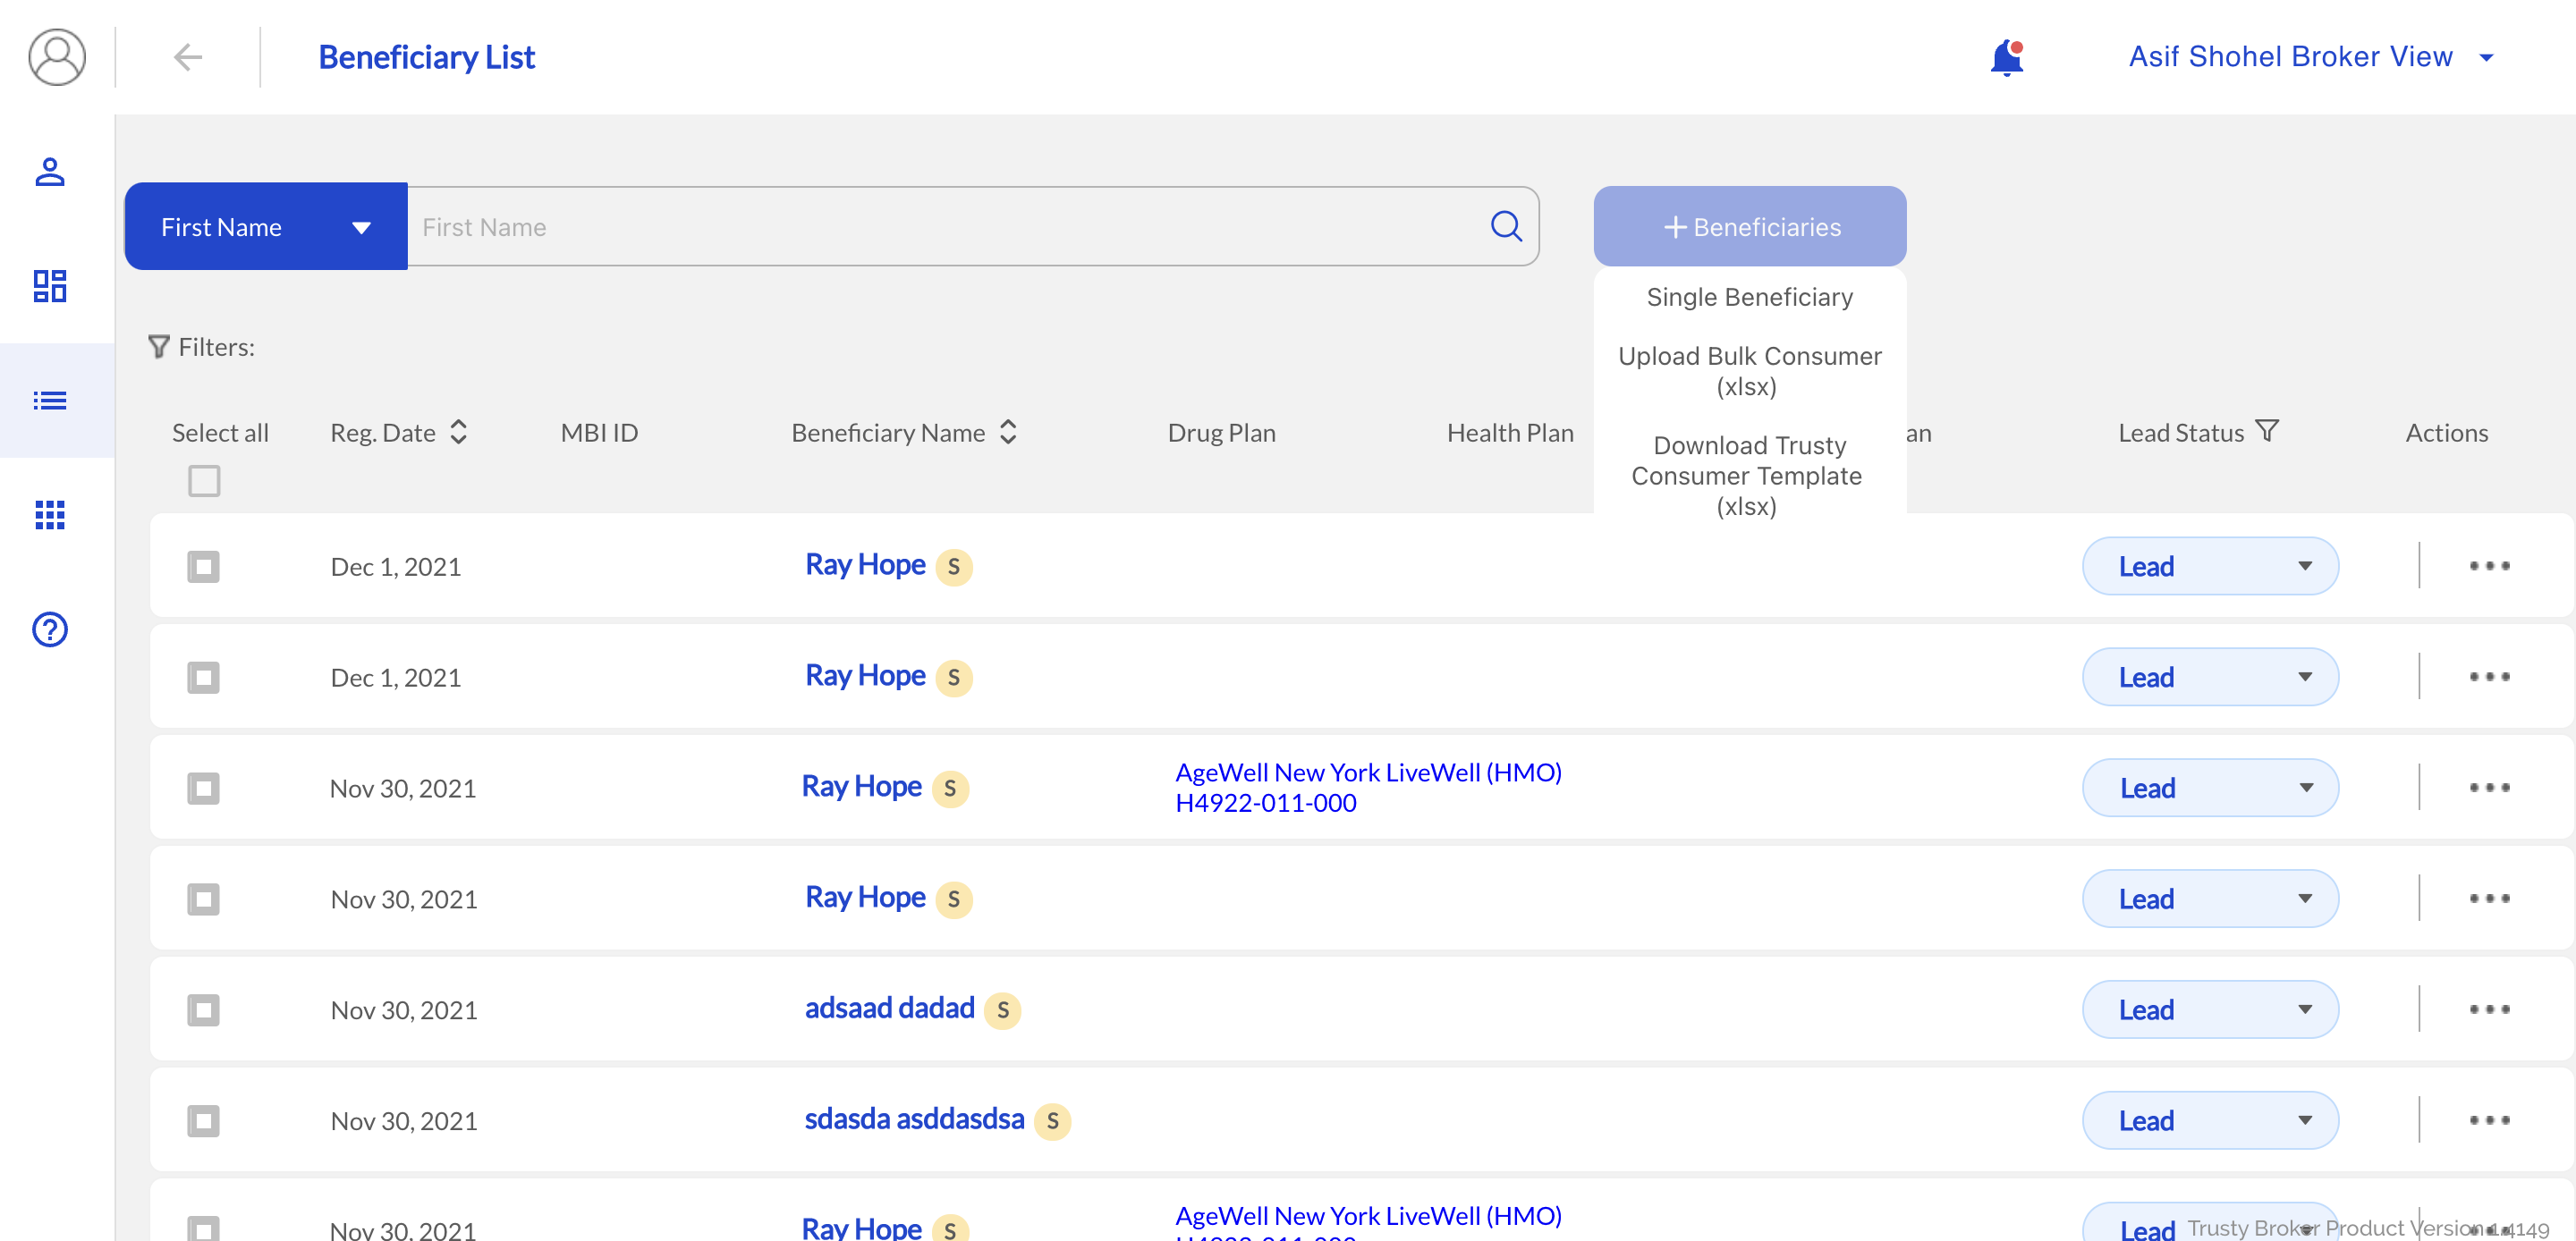 Beneficiary List
Asif Shohel Broker View
First Name
First Name
Beneficiaries
Single Beneficiary
Upload Bulk Consumer
(xlsx)
Download Trusty
Consumer Template
(xlsx)
Filters:
Select all Reg. Date MBI ID Beneficiary Name Drug Plan Health Plan an Lead Status Actions
Dec 1, 2021 Ray Hope S Lead
Dec 1, 2021 Ray Hope S Lead
Nov 30, 2021 Ray Hope S AgeWell New York LiveWell (HMO) Lead
H4922-011-000
Nov 30, 2021 Ray Hope S Lead
Nov 30, 2021 adsaad dadad S Lead
Nov 30, 2021 sdasda asddasdsa S Lead
Nov 30, 2021 Ray Hope S AgeWell New York LiveWell (HMO) Lead
Trusty Broker Product Version